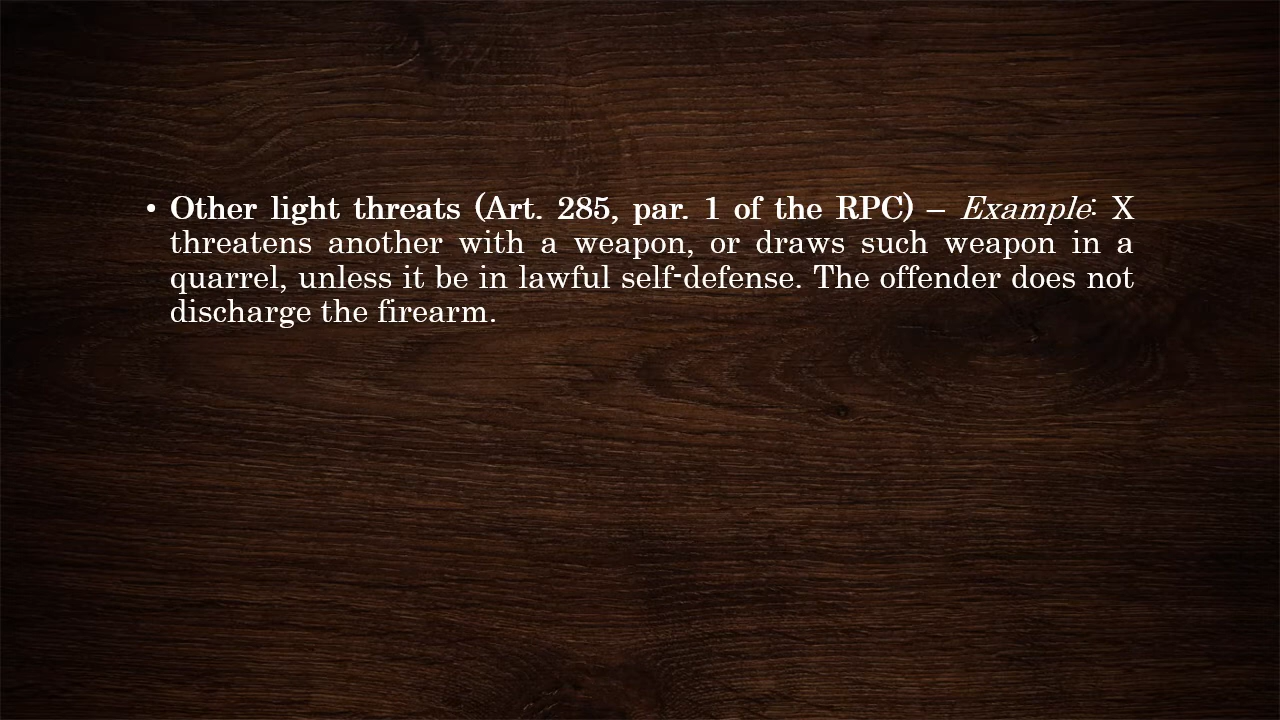 • Other light threats (Art. 285, par. 1 of the RPC) – Example: X
threatens another with a weapon, or draws such weapon in a
quarrel, unless it be in lawful self-defense. The offender does not
discharge the firearm.